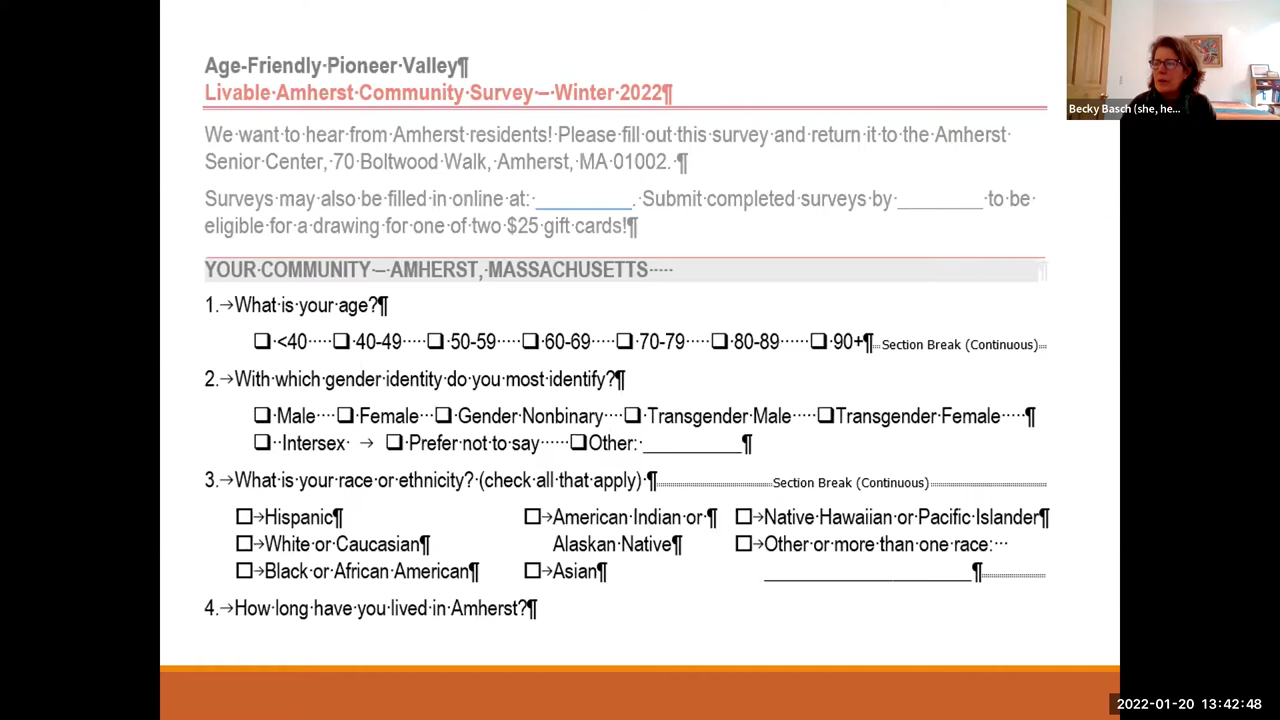 Age-Friendly Pioneer Valley¶
Livable Amherst Community Survey – Winter 2022¶
We want to hear from Amherst residents! Please fill out this survey and return it to the Amherst
Senior Center, 70 Boltwood Walk, Amherst, MA 01002. ¶
Surveys may also be filled in online at: _________. Submit completed surveys by ________ to be
eligible for a drawing for one of two $25 gift cards!¶
YOUR COMMUNITY – AMHERST, MASSACHUSETTS ¶
1.→What is your age?¶
❑ <40 ❑ 40-49 ❑ 50-59 ❑ 60-69 ❑ 70-79 ❑ 80-89 ❑ 90+¶ Section Break (Continuous)
2.→With which gender identity do you most identify?¶
❑ Male ❑ Female ❑ Gender Nonbinary ❑ Transgender Male ❑Transgender Female ¶
❑ Intersex → ❑ Prefer not to say ❑Other: _________¶
3.→What is your race or ethnicity? (check all that apply) ¶ Section Break (Continuous)
☐→Hispanic¶
☐→White or Caucasian¶
☐→Black or African American¶
☐→American Indian or ¶
Alaskan Native¶
☐→Asian¶
☐→Native Hawaiian or Pacific Islander¶
☐→Other or more than one race:
____________________¶
4.→How long have you lived in Amherst?¶
Becky Basch (she, he...
2022-01-20 13:42:48